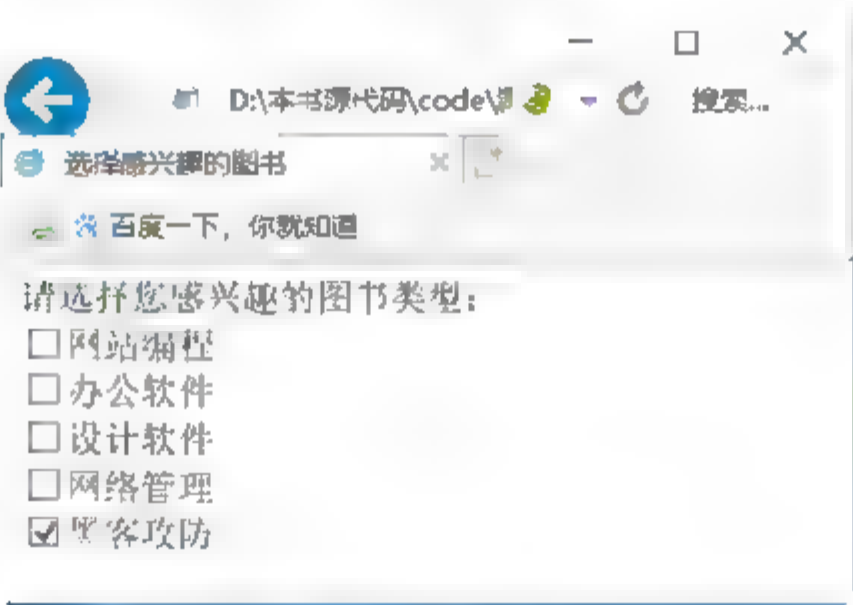 D:\本书源代码\code\ 搜索...
选择感兴趣的图书
百度一下，你就知道
请选择您感兴趣的图书类型：
网站编程
办公软件
设计软件
网络管理
黑客攻防